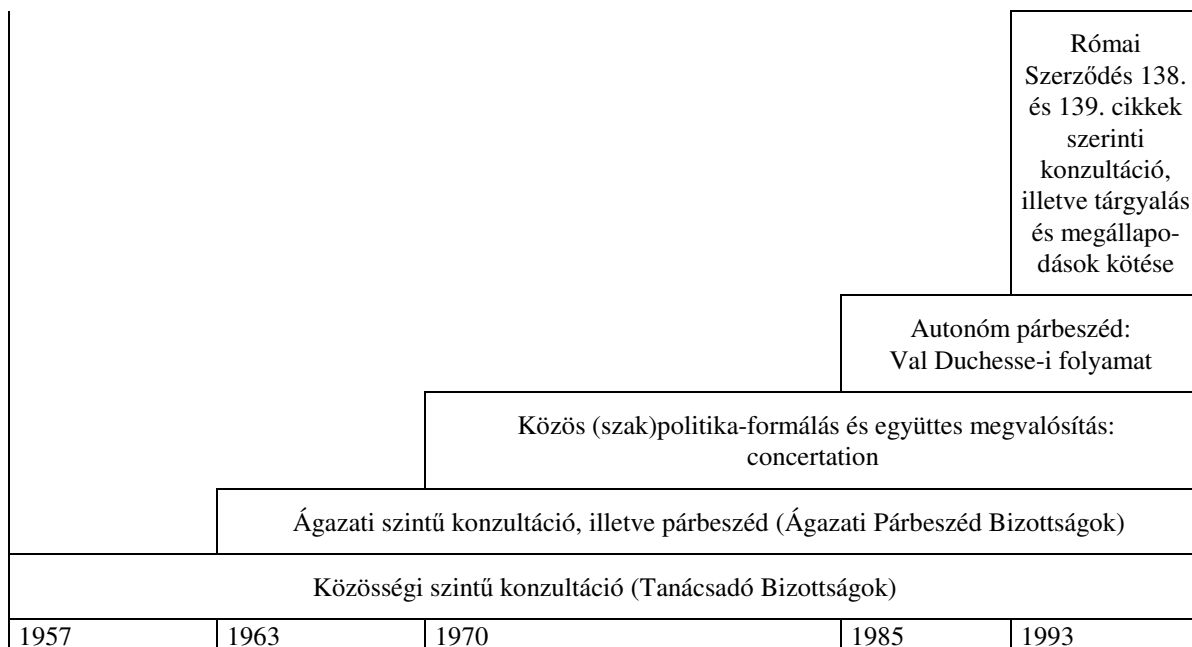 Római
Szerződés 138.
és 139. cikkek
szerinti
konzultáció,
illetve tárgyalás
és megállapo-
dások kötése
Autonóm párbeszéd:
Val Duchesse-i folyamat
Közös (szak)politika-formálás és együttes megvalósítás:
concertation
Ágazati szintű konzultáció, illetve párbeszéd (Ágazati Párbeszéd Bizottságok)
Közösségi szintű konzultáció (Tanácsadó Bizottságok)
1957 1963 1970 1985 1993